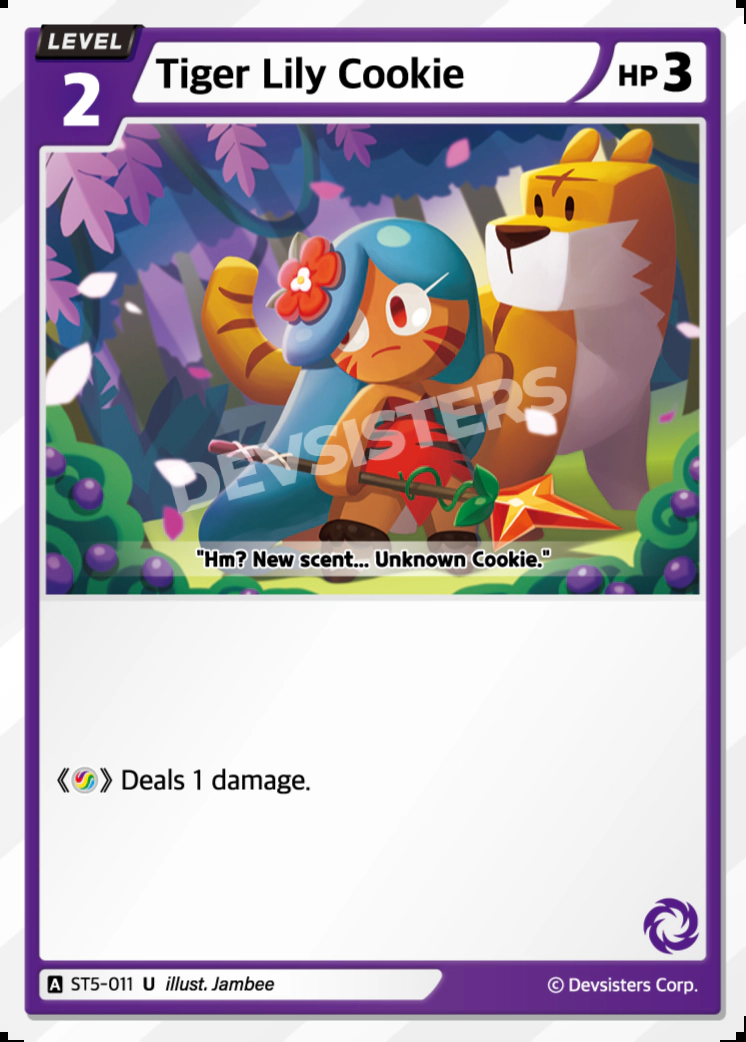 LEVEL
2
Tiger Lily Cookie
HP 3
DEVSISTERS
"Hm? New scent... Unknown Cookie."
《》 Deals 1 damage.
A ST5-011 U illust. Jambee
© Devsisters Corp.